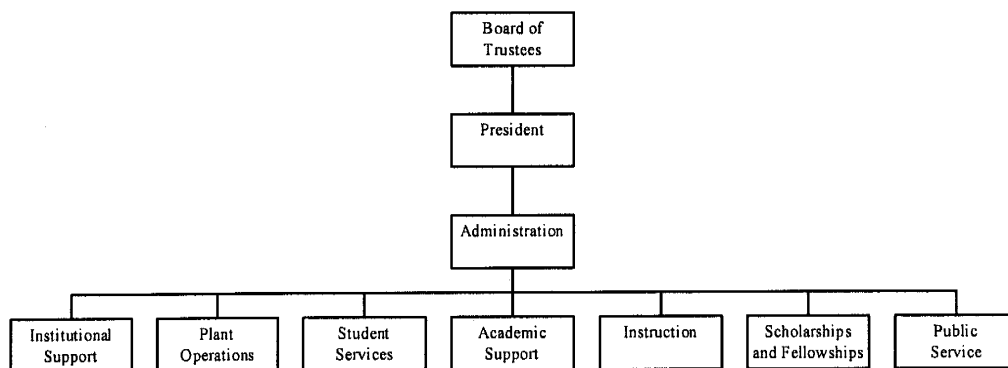 Board of
Trustees
President
Administration
Institutional
Support
Plant
Operations
Student
Services
Academic
Support
Instruction
Scholarships
and Fellowships
Public
Service